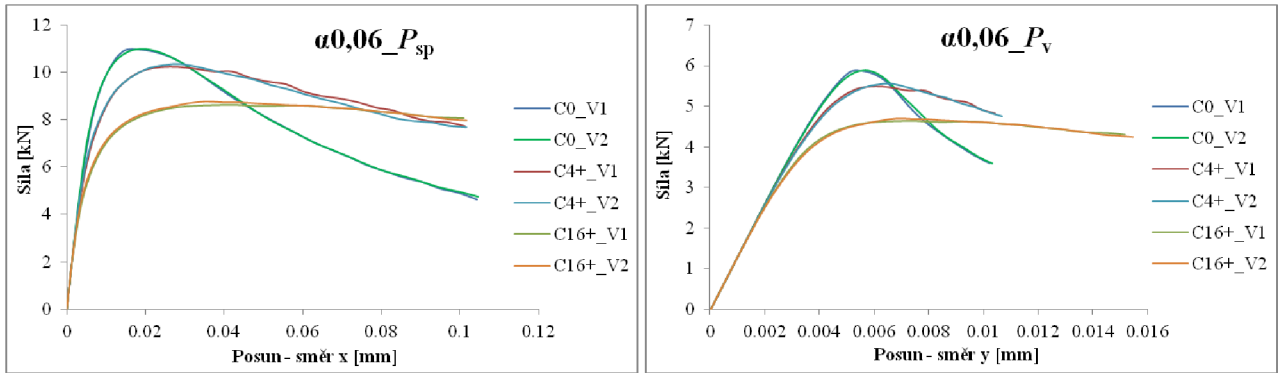 α0,06_Psp
Síla [kN]
12
10
8
6
4
2
0
0
0.02
0.04
0.06
0.08
0.1
0.12
Posun - směr x [mm]
C0_V1
C0_V2
C4+_V1
C4+_V2
C16+_V1
C16+_V2
α0,06_Pv
Síla [kN]
7
6
5
4
3
2
1
0
0
0.002
0.004
0.006
0.008
0.01
0.012
0.014
0.016
Posun - směr y [mm]
C0_V1
C0_V2
C4+_V1
C4+_V2
C16+_V1
C16+_V2